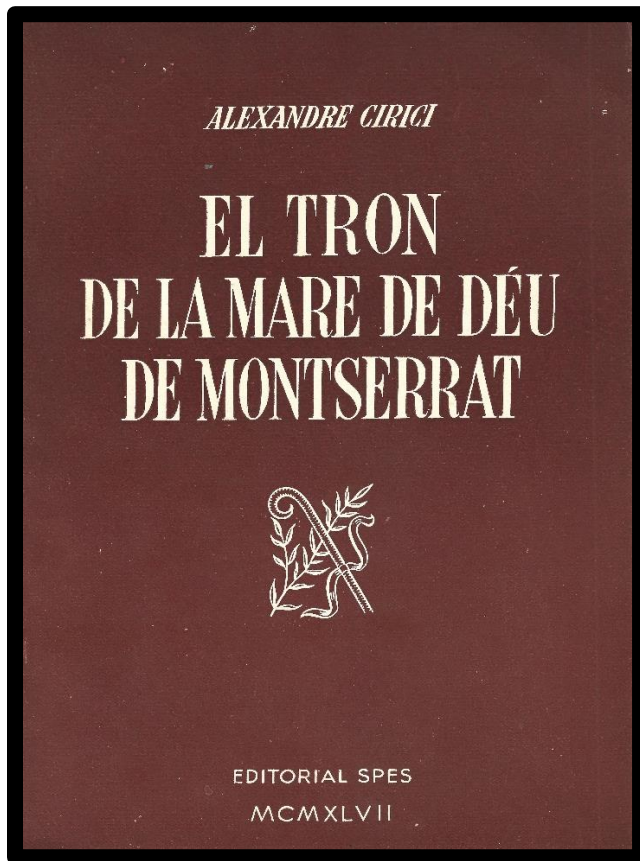 ALEXANDRE CIRICI
EL TRON
DE LA MARE DE DÉU
DE MONTSERRAT
EDITORIAL SPES
MCMXLVII